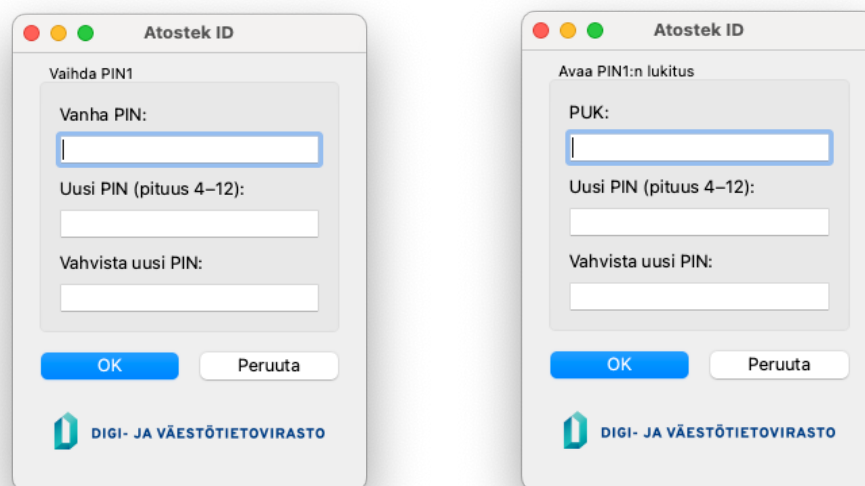 Atostek ID
Vaihda PIN1
Vanha PIN:
Uusi PIN (pituus 4–12):
Vahvista uusi PIN:
OK
Peruuta
DIGI- JA VÄESTÖTIETOVIRASTO
Atostek ID
Avaa PIN1:n lukitus
PUK:
Uusi PIN (pituus 4–12):
Vahvista uusi PIN:
OK
Peruuta
DIGI- JA VÄESTÖTIETOVIRASTO